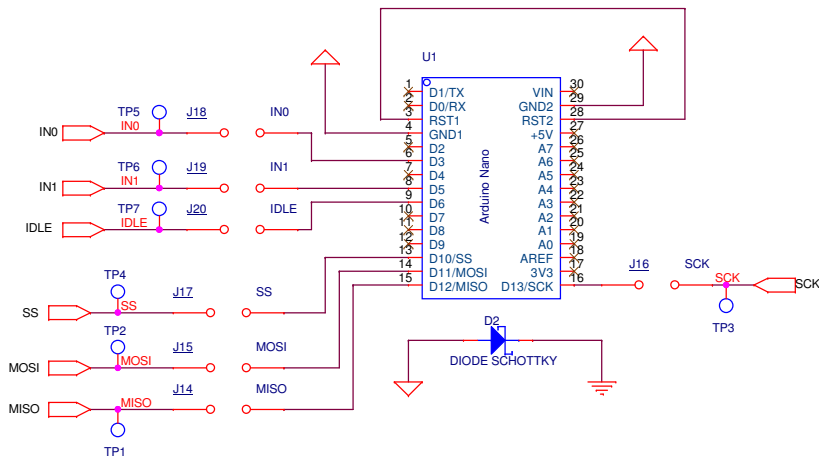 U1
1 D1/TX VIN 30
2 D0/RX GND2 29
3 RST1 RST2 28
4 GND1 +5V 27
5 D2 A7 26
6 D3 A6 25
7 D4 A5 24
8 D5 A4 23
9 D6 A3 22
10 D7 A2 21
11 D8 A1 20
12 D9 A0 19
13 D10/SS AREF 18
14 D11/MOSI 3V3 17
15 D12/MISO D13/SCK 16
Arduino Nano
TP5 J18 IN0
IN0 IN0
TP6 J19 IN1
IN1 IN1
TP7 J20 IDLE
IDLE IDLE
TP4 J17 SS
SS SS
TP2 J15 MOSI
MOSI MOSI
J14 MISO
MISO MISO
TP1
J16 SCK
SCK SCK
TP3
D2
DIODE SCHOTTKY